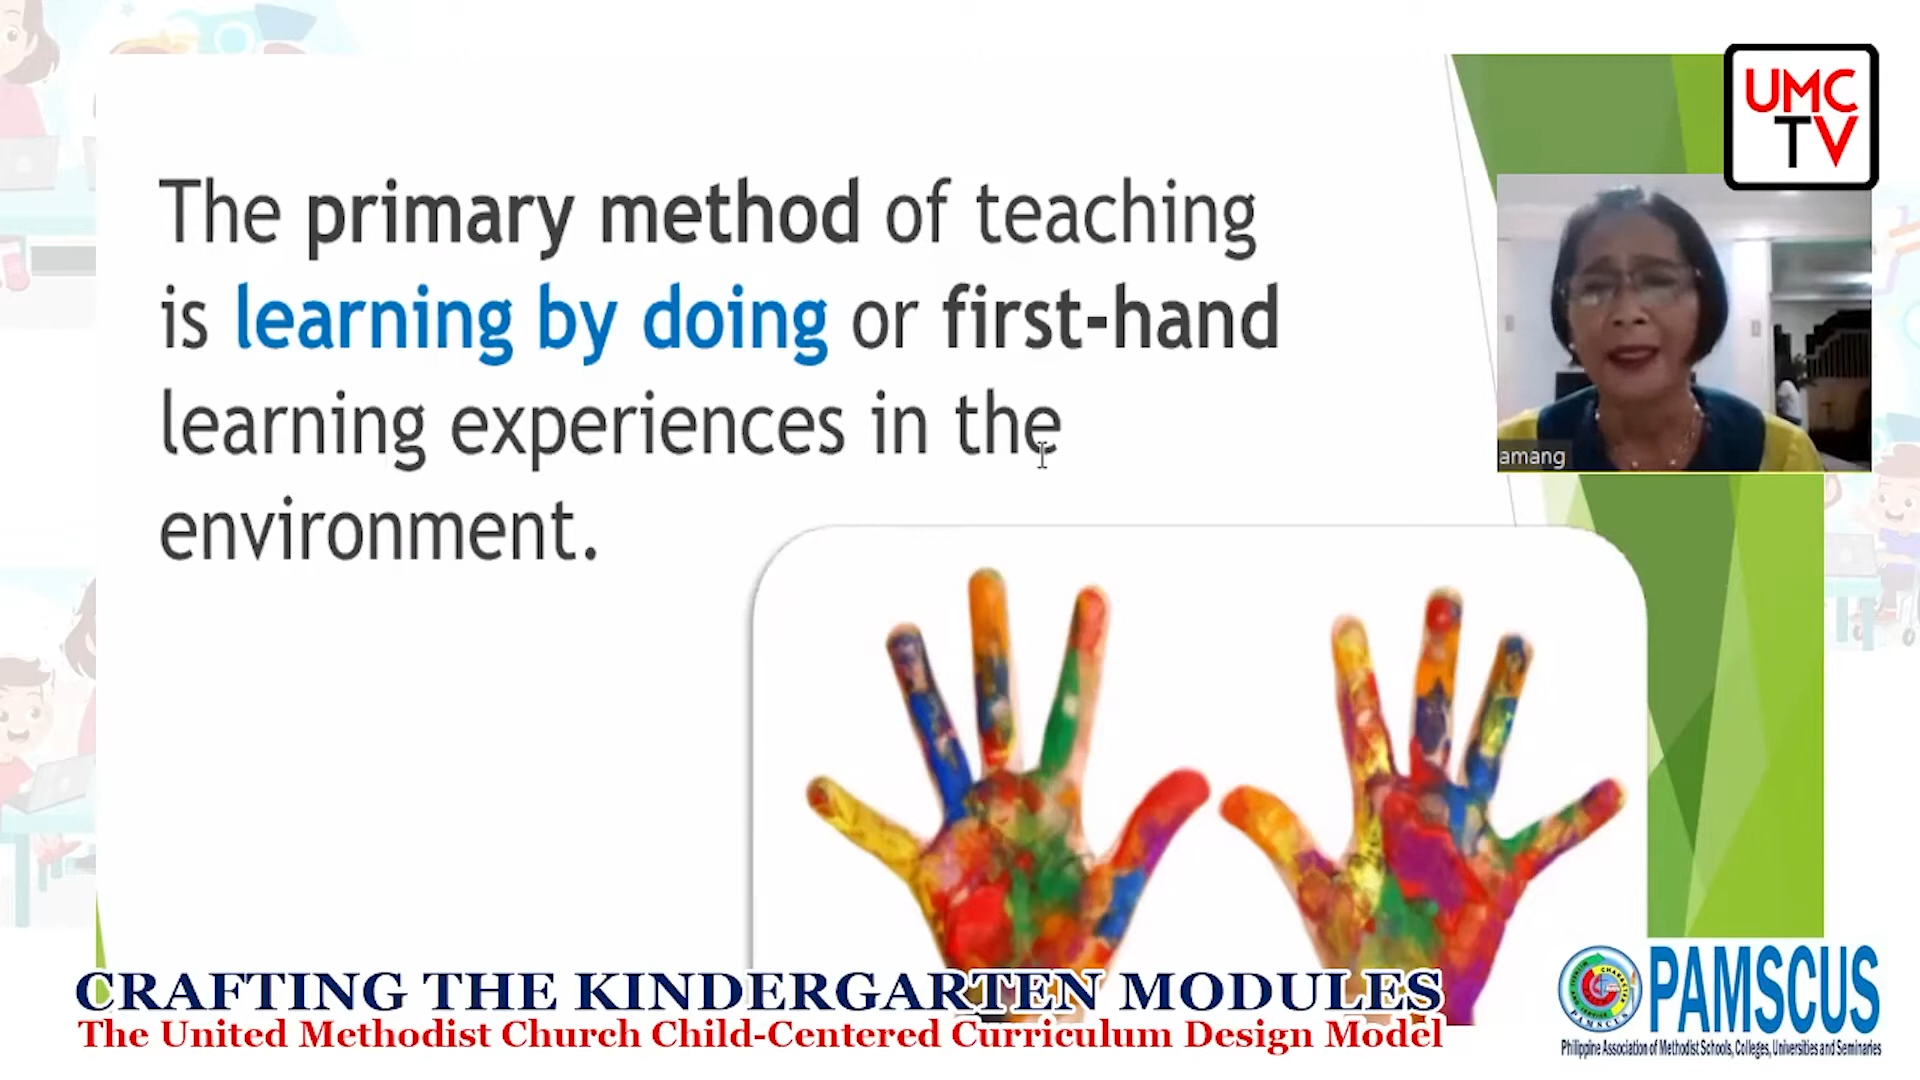 UMC
TV
The primary method of teaching
is learning by doing or first-hand
learning experiences in the
environment.
amang
CRAFTING THE KINDERGARTEN MODULES
The United Methodist Church Child-Centered Curriculum Design Model
PAMSCUS
Philippine Association of Methodist Schools, Colleges, Universities and Seminaries